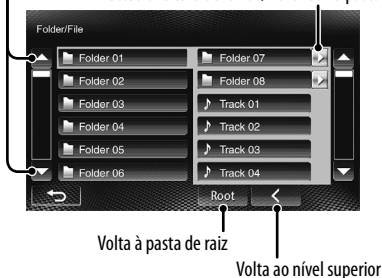 Folder/File
Folder 01
Folder 02
Folder 03
Folder 04
Folder 05
Folder 06
Folder 07
Folder 08
Track 01
Track 02
Track 03
Track 04
Root
Volta à pasta de raiz
Volta ao nível superior